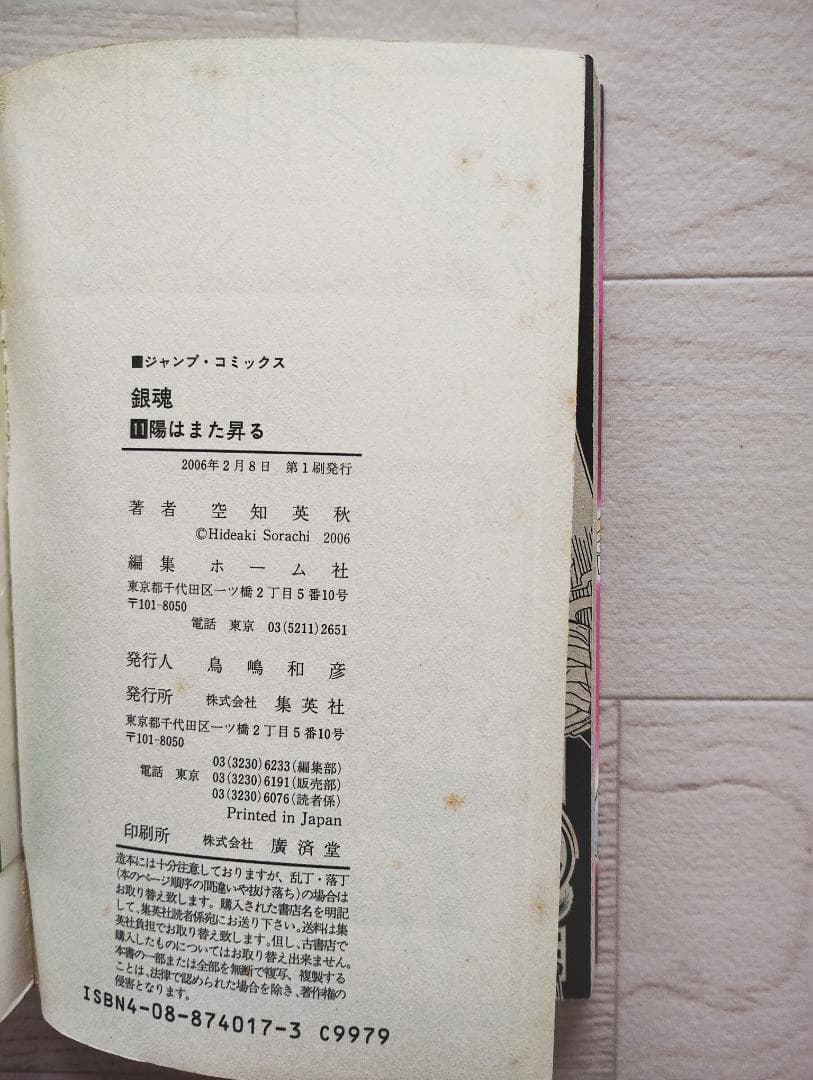 ■ジャンプ・コミックス
銀魂
11陽はまた昇る
2006年2月8日 第1刷発行
著者 空知英秋
©Hideaki Sorachi 2006
編集 ホーム社
東京都千代田区一ツ橋2丁目5番10号
〒101-8050
電話 東京 03(5211)2651
発行人 鳥嶋和彦
発行所 株式会社 集英社
東京都千代田区一ツ橋2丁目5番10号
〒101-8050
03(3230)6233(編集部)
電話 東京 03(3230)6191(販売部)
03(3230)6076(読者係)
Printed in Japan
印刷所 株式会社 廣済堂
造本には十分注意しておりますが、乱丁・落丁
(本のページ順序の間違いや抜け落ち)の場合は
お取り替え致します。購入された書店名を明記
して、集英社読者係宛にお送り下さい。送料は集
英社負担でお取り替え致します。但し、古書店で
購入したものについてはお取り替え出来ません。
本書の一部または全部を無断で複写、複製する
ことは、法律で認められた場合を除き、著作権の
侵害となります。
ISBN4-08-874017-3 C9979